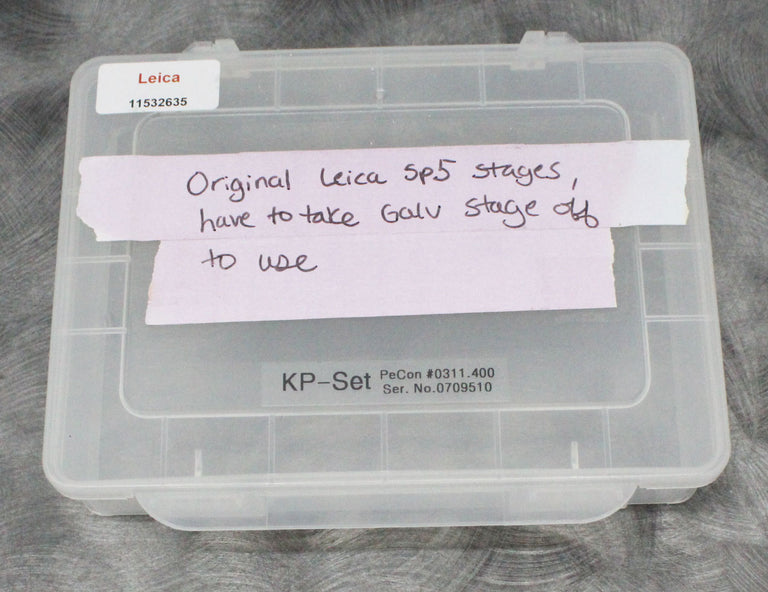 Leica
11532635
Original Leica Sp5 stages,
have to take Galv stage off
to use
KP-Set PeCon #0311.400
Ser. No.0709510